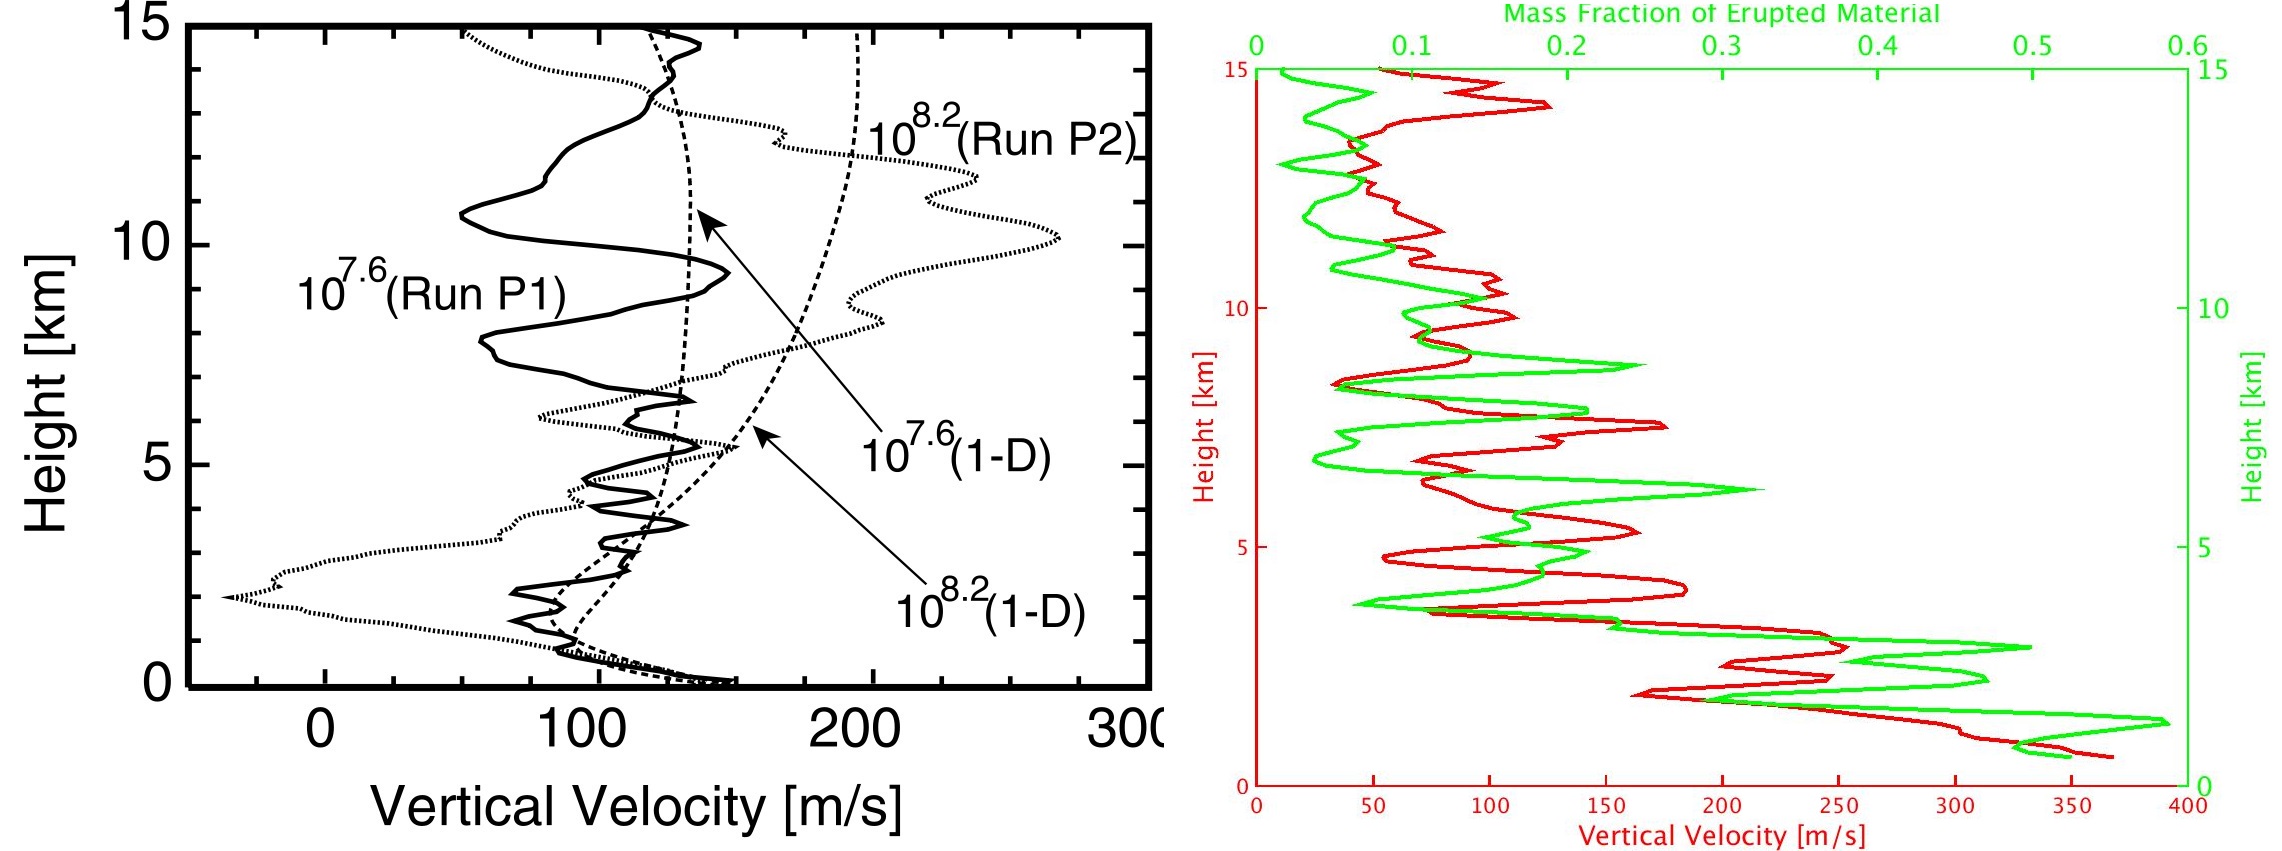 15
10
5
0
Height [km]
0
100
200
300
Vertical Velocity [m/s]
10^8.2 (Run P2)
10^7.6 (Run P1)
10^7.6 (1-D)
10^8.2 (1-D)
Mass Fraction of Erupted Material
0 0.1 0.2 0.3 0.4 0.5 0.6
15
10
5
0
Height [km]
15
10
5
0
Height [km]
0 50 100 150 200 250 300 350 400
Vertical Velocity [m/s]